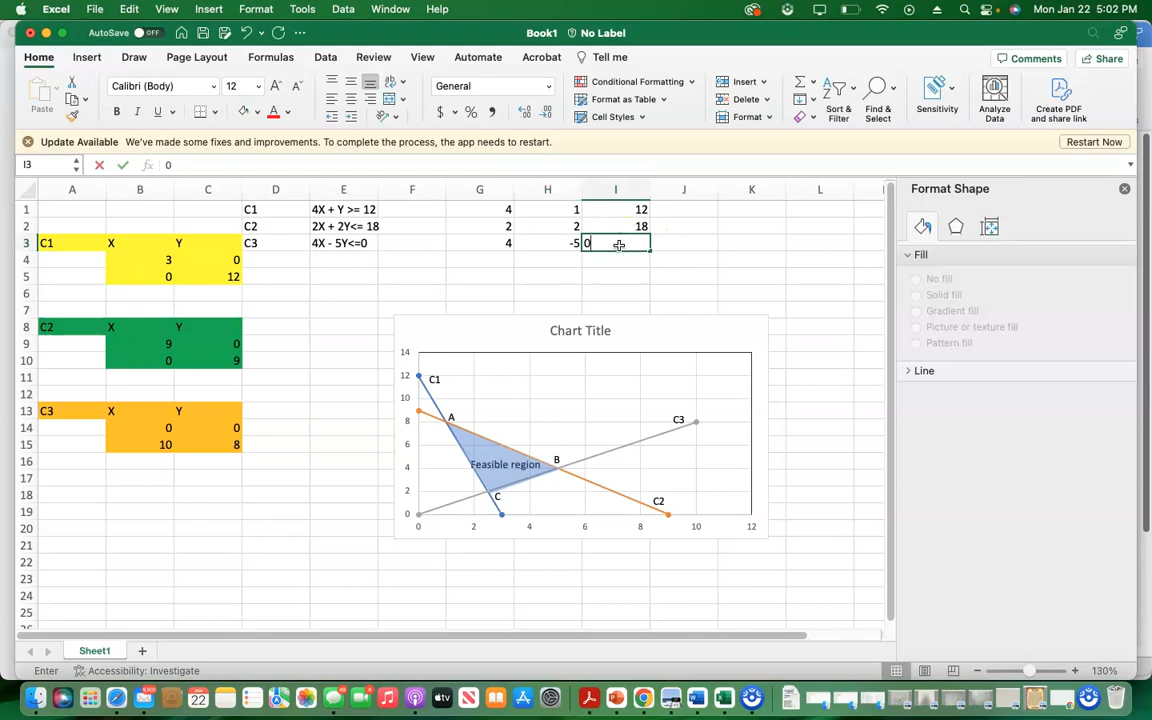 Excel File Edit View Insert Format Tools Data Window Help Mon Jan 22 5:02 PM
AutoSave OFF Book1 No Label
Home Insert Draw Page Layout Formulas Data Review View Automate Acrobat Tell me Comments Share
Paste Calibri (Body) 12 A A ab General Conditional Formatting Insert
B I U A $ % Format as Table Delete Sort & Filter Find & Select Sensitivity Analyze Data Create PDF and share link
Cell Styles Format
Update Available We've made some fixes and improvements. To complete the process, the app needs to restart. Restart Now
I3 fx 0
A B C D E F G H I J K L Format Shape
1 C1 4X + Y >= 12 4 1 12
2 C2 2X + 2Y<= 18 2 2 18
3 C1 X Y C3 4X - 5Y<=0 4 -5 0
4 3 0
5 0 12
6
7
8 C2 X Y
9 9 0
10 0 9
11
12
13 C3 X Y
14 0 0
15 10 8
16
17
18
19
20
21
22
23
24
25
Chart Title
14
12
10
8
6
4
2
0
0 2 4 6 8 10 12
C1
A
C3
B
Feasible region
C
C2
Fill
No fill
Solid fill
Gradient fill
Picture or texture fill
Pattern fill
Line
Sheet1
Enter Accessibility: Investigate 130%